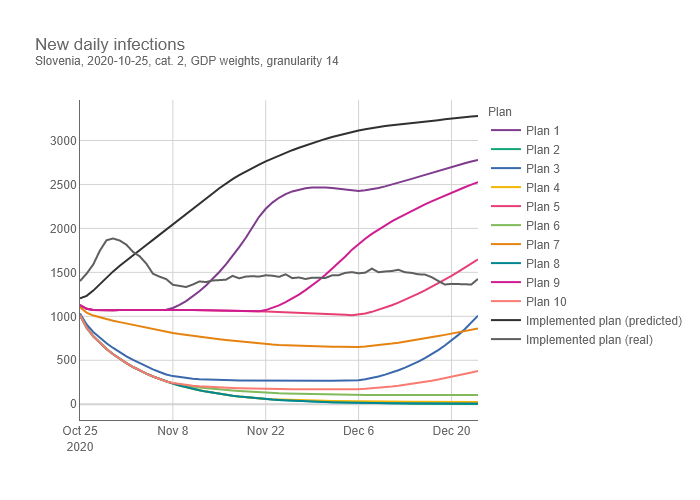 New daily infections
Slovenia, 2020-10-25, cat. 2, GDP weights, granularity 14
3000
2500
2000
1500
1000
500
0
Oct 25
2020
Nov 8
Nov 22
Dec 6
Dec 20
Plan
Plan 1
Plan 2
Plan 3
Plan 4
Plan 5
Plan 6
Plan 7
Plan 8
Plan 9
Plan 10
Implemented plan (predicted)
Implemented plan (real)